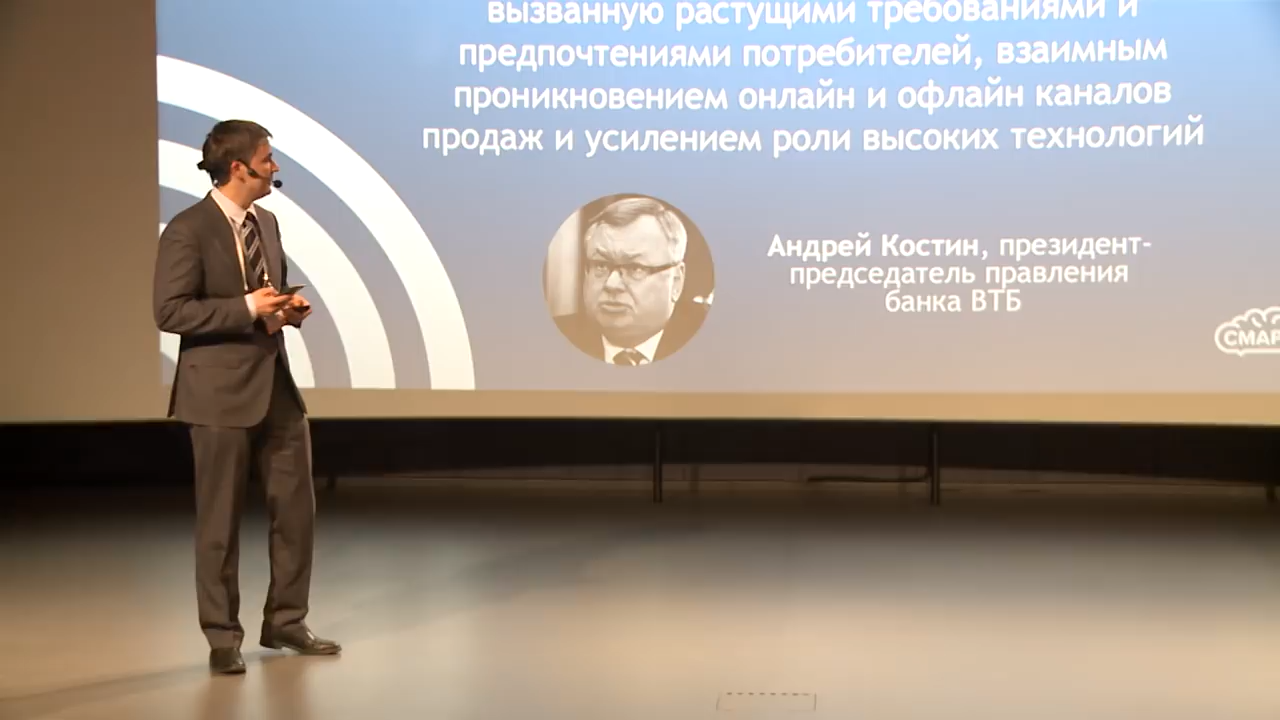 вызванную растущими требованиями и
предпочтениями потребителей, взаимным
проникновением онлайн и офлайн каналов
продаж и усилением роли высоких технологий
Андрей Костин, президент-
председатель правления
банка ВТБ
СМАР